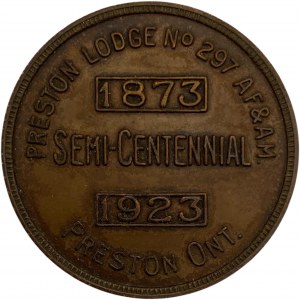 PRESTON LODGE NO 297 AF&AM
1873
SEMI-CENTENNIAL
1923
PRESTON ONT.